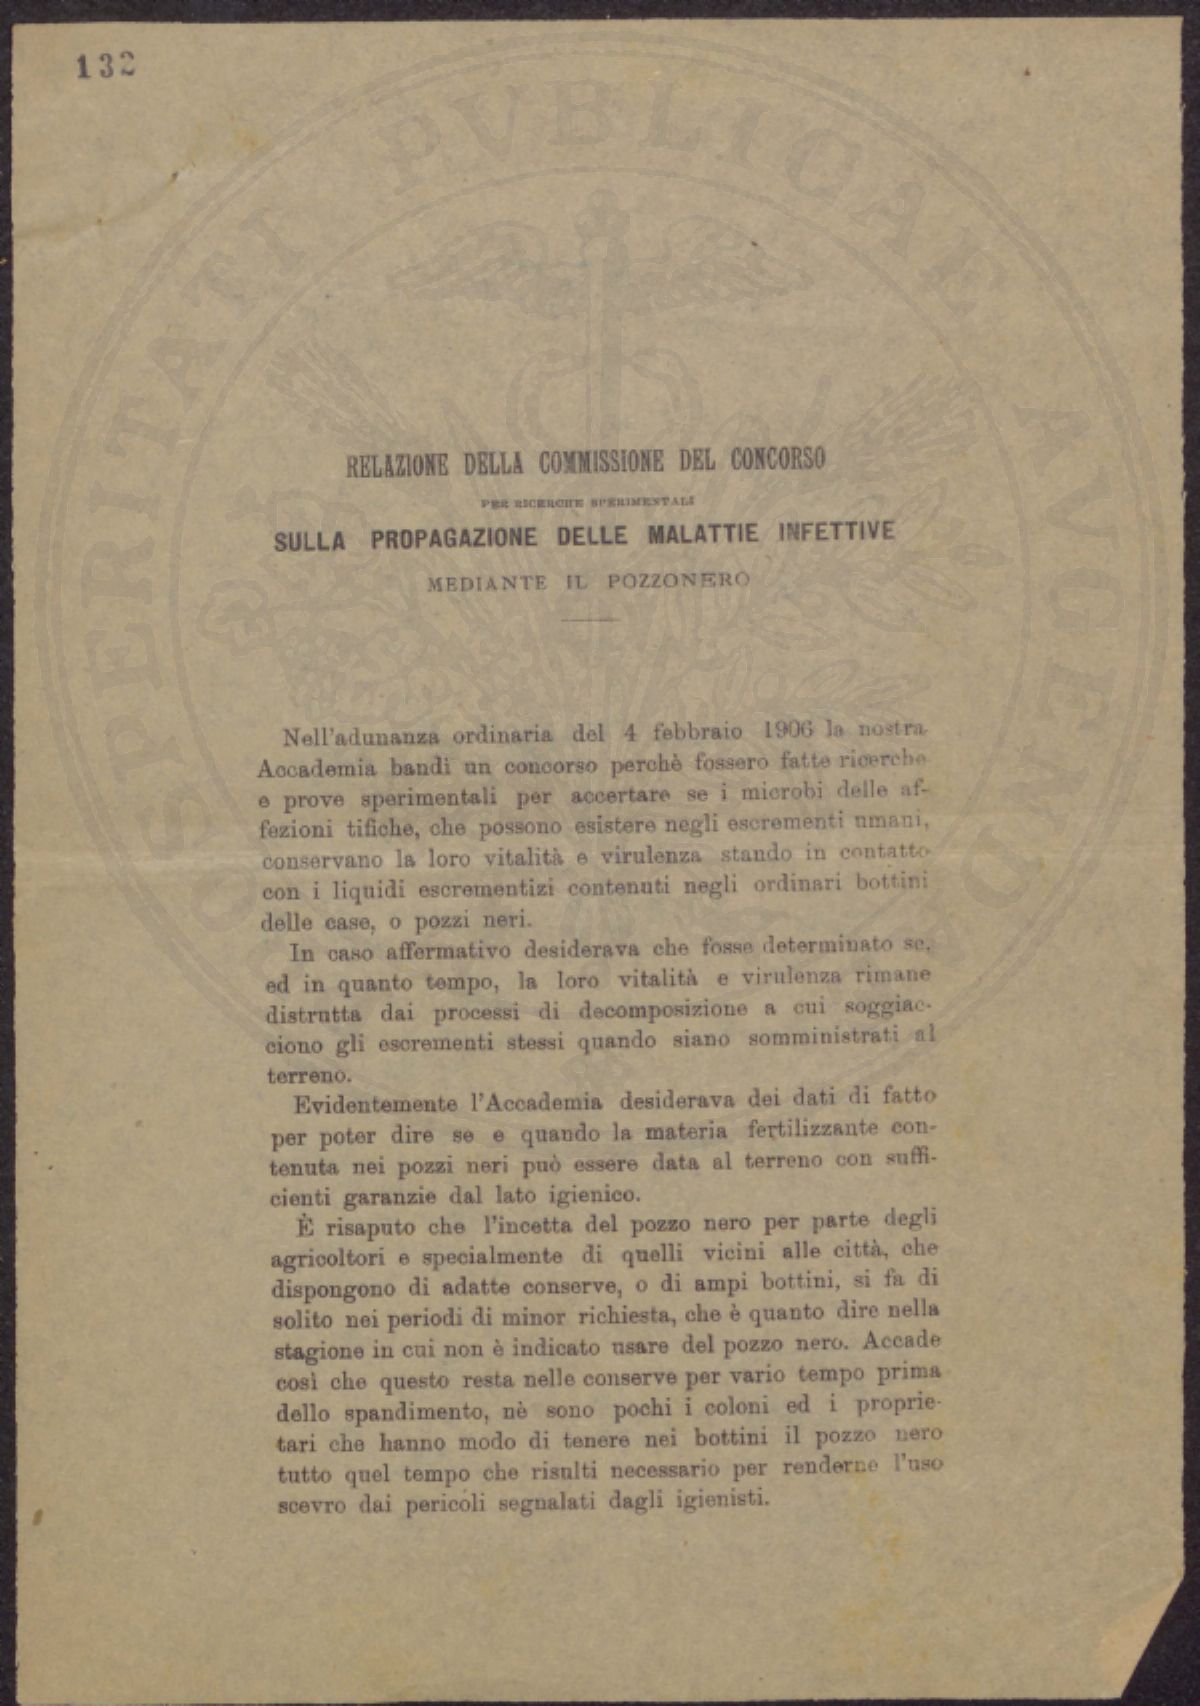 132
RELAZIONE DELLA COMMISSIONE DEL CONCORSO
PER RICERCHE SPERIMENTALI
SULLA PROPAGAZIONE DELLE MALATTIE INFETTIVE
MEDIANTE IL POZZONERO
Nell'adunanza ordinaria del 4 febbraio 1906 la nostra
Accademia bandì un concorso perchè fossero fatte ricerche
e prove sperimentali per accertare se i microbi delle af-
fezioni tifiche, che possono esistere negli escrementi umani,
conservano la loro vitalità e virulenza stando in contatto
con i liquidi escrementizi contenuti negli ordinari bottini
delle case, o pozzi neri.
In caso affermativo desiderava che fosse determinato se,
ed in quanto tempo, la loro vitalità e virulenza rimane
distrutta dai processi di decomposizione a cui soggiac-
ciono gli escrementi stessi quando siano somministrati al
terreno.
Evidentemente l'Accademia desiderava dei dati di fatto
per poter dire se e quando la materia fertilizzante con-
tenuta nei pozzi neri può essere data al terreno con suffi-
cienti garanzie dal lato igienico.
È risaputo che l'incetta del pozzo nero per parte degli
agricoltori e specialmente di quelli vicini alle città, che
dispongono di adatte conserve, o di ampi bottini, si fa di
solito nei periodi di minor richiesta, che è quanto dire nella
stagione in cui non è indicato usare del pozzo nero. Accade
così che questo resta nelle conserve per vario tempo prima
dello spandimento, nè sono pochi i coloni ed i proprie-
tari che hanno modo di tenere nei bottini il pozzo nero
tutto quel tempo che risulti necessario per renderne l'uso
scevro dai pericoli segnalati dagli igienisti.
PROSPERITATI PVBLICAE AVGENDAE